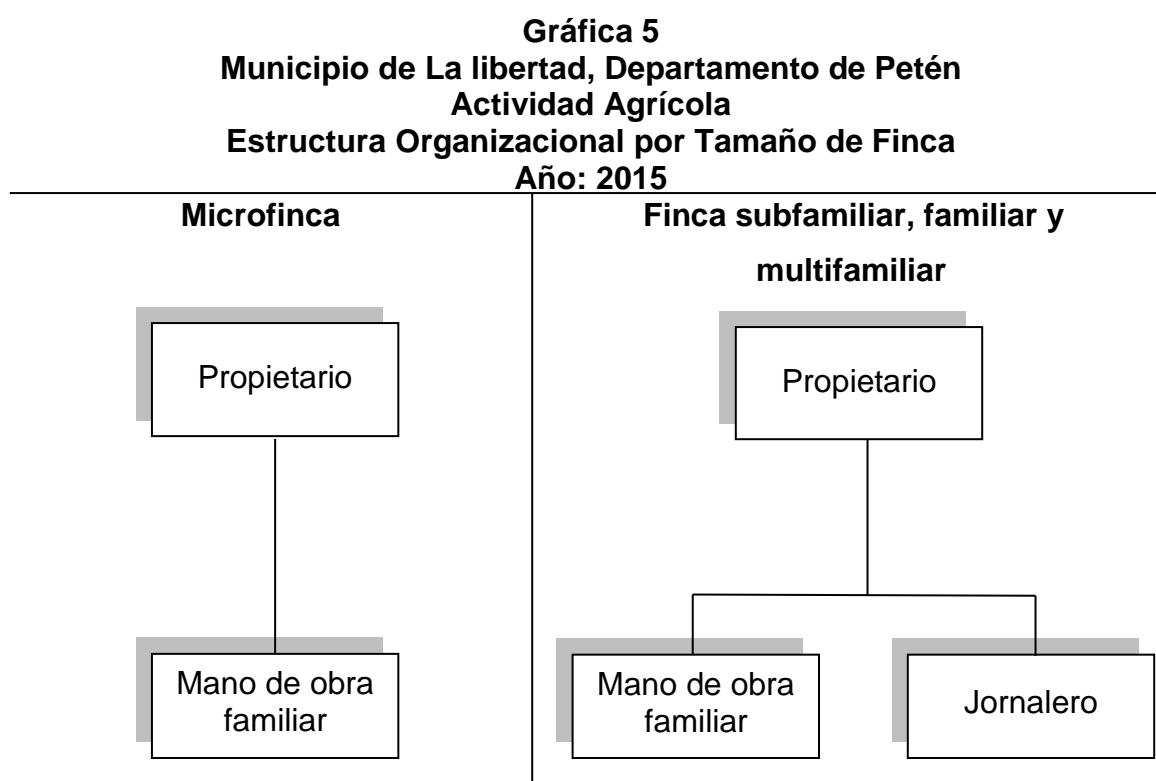 Gráfica 5
Municipio de La libertad, Departamento de Petén
Actividad Agrícola
Estructura Organizacional por Tamaño de Finca
Año: 2015
Microfinca
Propietario
Mano de obra
familiar
Finca subfamiliar, familiar y
multifamiliar
Propietario
Mano de obra
familiar
Jornalero